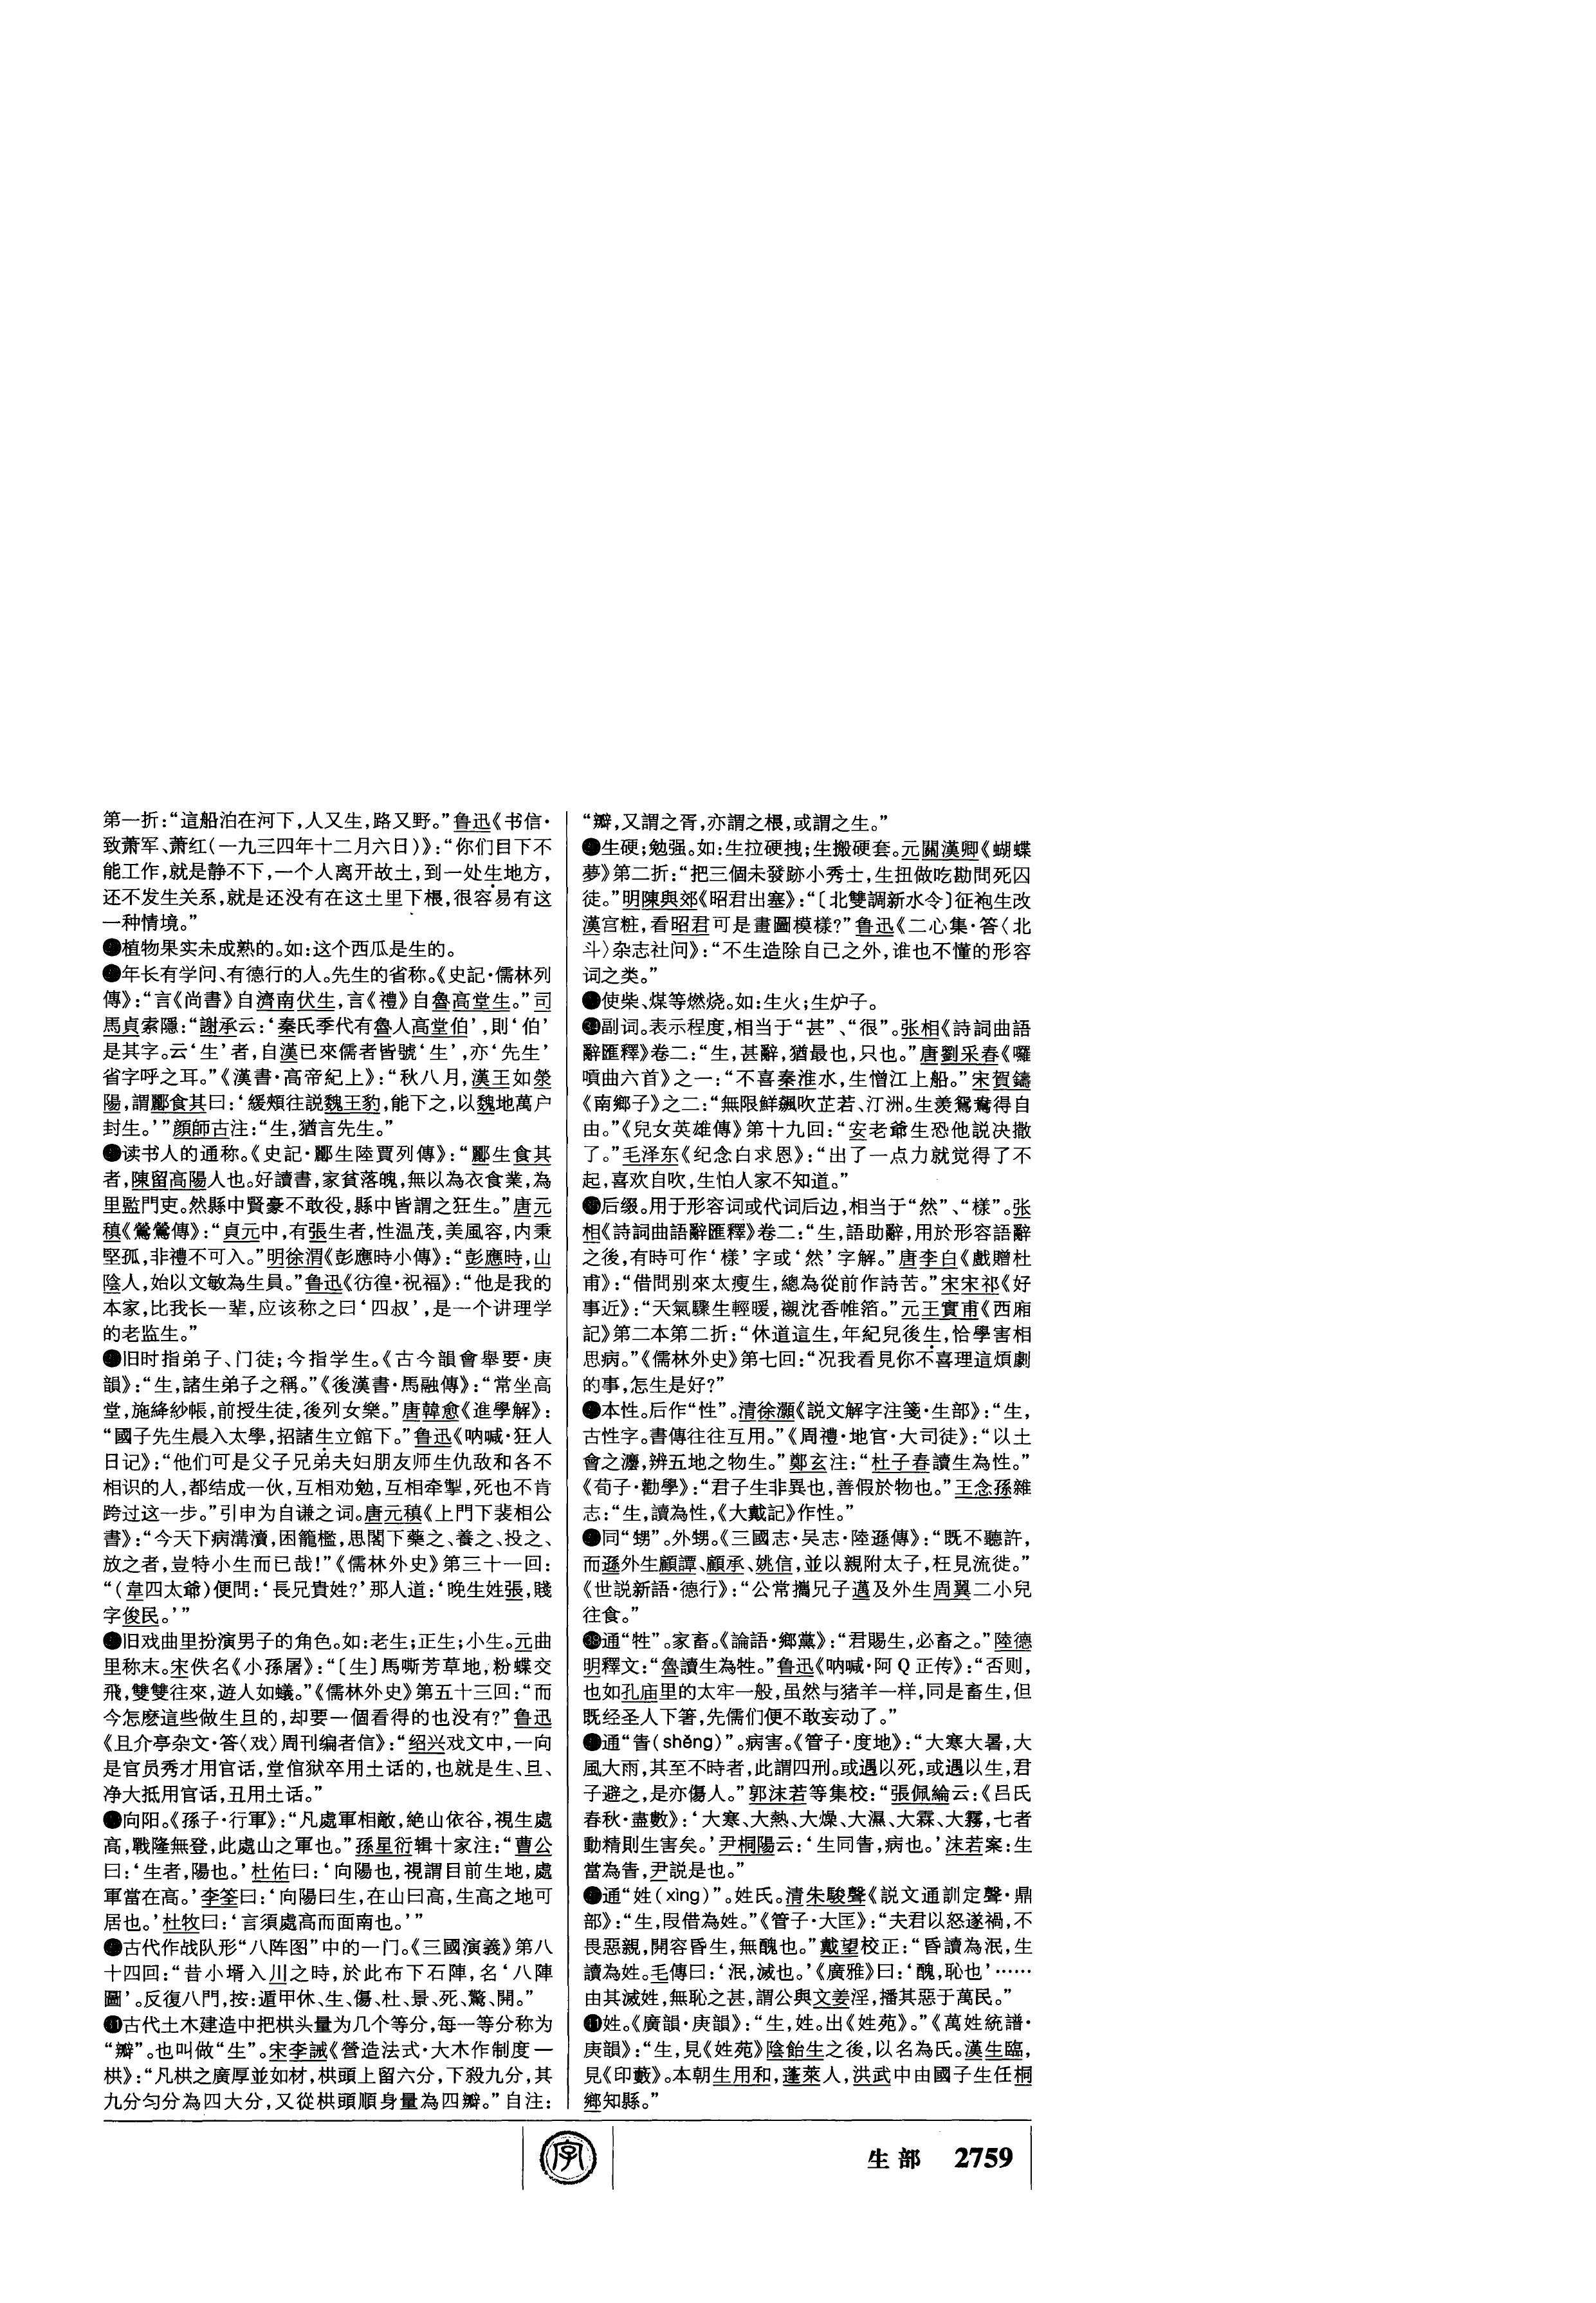 第一折：“這船泊在河下，人又生，路又野。”鲁迅《书信·
致萧军、萧红（一九三四年十二月六日）》：“你们目下不
能工作，就是静不下，一个人离开故土，到一处生地方，
还不发生关系，就是还没有在这土里下根，很容易有这
一种情境。”
植物果实未成熟的。如：这个西瓜是生的。
年长有学问、有德行的人。先生的省称。《史記·儒林列
傳》：“言《尚書》自濟南伏生，言《禮》自魯高堂生。”司
馬貞索隱：“謝承云：‘秦氏季代有魯人高堂伯’，則‘伯’
是其字。云‘生’者，自漢已來儒者皆號‘生’，亦‘先生’
省字呼之耳。”《漢書·高帝紀上》：“秋八月，漢王如滎
陽，謂酈食其曰：‘緩頰往説魏王豹，能下之，以魏地萬户
封生。’”顔師古注：“生，猶言先生。”
读书人的通称。《史記·酈生陸賈列傳》：“酈生食其
者，陳留高陽人也。好讀書，家貧落魄，無以為衣食業，為
里監門吏。然縣中賢豪不敢役，縣中皆謂之狂生。”唐元
稹《鶯鶯傳》：“貞元中，有張生者，性温茂，美風容，内秉
堅孤，非禮不可入。”明徐渭《彭應時小傳》：“彭應時，山
陰人，始以文敏為生員。”鲁迅《彷徨·祝福》：“他是我的
本家，比我长一辈，应该称之曰‘四叔’，是一个讲理学
的老监生。”
旧时指弟子、门徒；今指学生。《古今韻會舉要·庚
韻》：“生，諸生弟子之稱。”《後漢書·馬融傳》：“常坐高
堂，施絳紗帳，前授生徒，後列女樂。”唐韓愈《進學解》：
“國子先生晨入太學，招諸生立館下。”鲁迅《呐喊·狂人
日记》：“他们可是父子兄弟夫妇朋友师生仇敌和各不
相识的人，都结成一伙，互相劝勉，互相牵掣，死也不肯
跨过这一步。”引申为自谦之词。唐元稹《上門下裴相公
書》：“今天下病溝瀆，困籠檻，思閣下藥之、養之、投之、
放之者，豈特小生而已哉！”《儒林外史》第三十一回：
“（韋四太爺）便問：‘長兄貴姓？’那人道：‘晚生姓張，賤
字俊民。’”
旧戏曲里扮演男子的角色。如：老生；正生；小生。元曲
里称末。宋佚名《小孫屠》：“〔生〕馬嘶芳草地，粉蝶交
飛，雙雙往來，遊人如蟻。”《儒林外史》第五十三回：“而
今怎麽這些做生旦的，却要一個看得的也没有？”鲁迅
《且介亭杂文·答〈戏〉周刊编者信》：“绍兴戏文中，一向
是官员秀才用官话，堂倌狱卒用土话的，也就是生、旦、
净大抵用官话，丑用土话。”
向阳。《孫子·行軍》：“凡處軍相敵，絶山依谷，視生處
高，戰隆無登，此處山之軍也。”孫星衍辑十家注：“曹公
曰：‘生者，陽也。’杜佑曰：‘向陽也，視謂目前生地，處
軍當在高。’李筌曰：‘向陽曰生，在山曰高，生高之地可
居也。’杜牧曰：‘言須處高而面南也。’”
古代作战队形“八阵图”中的一门。《三國演義》第八
十四回：“昔小壻入川之時，於此布下石陣，名‘八陣
圖’。反復八門，按：遁甲休、生、傷、杜、景、死、驚、開。”
㉛古代土木建造中把栱头量为几个等分，每一等分称为
“瓣”。也叫做“生”。宋李誡《營造法式·大木作制度一
栱》：“凡栱之廣厚並如材，栱頭上留六分，下殺九分，其
九分匀分為四大分，又從栱頭順身量為四瓣。”自注：
“瓣，又謂之胥，亦謂之棖，或謂之生。”
生硬；勉强。如：生拉硬拽；生搬硬套。元關漢卿《蝴蝶
夢》第二折：“把三個未發跡小秀士，生扭做吃勘問死囚
徒。”明陳與郊《昭君出塞》：“〔北雙調新水令〕征袍生改
漢宫粧，看昭君可是畫圖模樣？”鲁迅《二心集·答〈北
斗〉杂志社问》：“不生造除自己之外，谁也不懂的形容
词之类。”
使柴、煤等燃烧。如：生火；生炉子。
㉞副词。表示程度，相当于“甚”、“很”。张相《詩詞曲語
辭匯釋》卷二：“生，甚辭，猶最也，只也。”唐劉采春《囉
嗊曲六首》之一：“不喜秦淮水，生憎江上船。”宋賀鑄
《南鄉子》之二：“無限鮮飆吹芷若、汀洲。生羨鴛鴦得自
由。”《兒女英雄傳》第十九回：“安老爺生恐他説决撒
了。”毛泽东《纪念白求恩》：“出了一点力就觉得了不
起，喜欢自吹，生怕人家不知道。”
㉟后缀。用于形容词或代词后边，相当于“然”、“樣”。张
相《詩詞曲語辭匯釋》卷二：“生，語助辭，用於形容語辭
之後，有時可作‘樣’字或‘然’字解。”唐李白《戲贈杜
甫》：“借問别來太瘦生，總為從前作詩苦。”宋宋祁《好
事近》：“天氣驟生輕暖，襯沈香帷箔。”元王實甫《西廂
記》第二本第二折：“休道這生，年紀兒後生，恰學害相
思病。”《儒林外史》第七回：“况我看見你不喜理這煩劇
的事，怎生是好？”
本性。后作“性”。清徐灝《説文解字注箋·生部》：“生，
古性字。書傳往往互用。”《周禮·地官·大司徒》：“以土
會之灋，辨五地之物生。”鄭玄注：“杜子春讀生為性。”
《荀子·勸學》：“君子生非異也，善假於物也。”王念孫雜
志：“生，讀為性，《大戴記》作性。”
同“甥”。外甥。《三國志·吴志·陸遜傳》：“既不聽許，
而遜外生顧譚、顧承、姚信，並以親附太子，枉見流徙。”
《世説新語·德行》：“公常攜兄子邁及外生周翼二小兒
往食。”
㊳通“牲”。家畜。《論語·鄉黨》：“君賜生，必畜之。”陸德
明釋文：“魯讀生為牲。”鲁迅《呐喊·阿Ｑ正传》：“否则，
也如孔庙里的太牢一般，虽然与猪羊一样，同是畜生，但
既经圣人下箸，先儒们便不敢妄动了。”
通“眚（shěng）”。病害。《管子·度地》：“大寒大暑，大
風大雨，其至不時者，此謂四刑。或遇以死，或遇以生，君
子避之，是亦傷人。”郭沫若等集校：“張佩綸云：《吕氏
春秋·盡數》：‘大寒、大熱、大燥、大濕、大霖、大霧，七者
動精則生害矣。’尹桐陽云：‘生同眚，病也。’沫若案：生
當為眚，尹説是也。”
通“姓（xìng）”。姓氏。清朱駿聲《説文通訓定聲·鼎
部》：“生，叚借為姓。”《管子·大匡》：“夫君以怒遂禍，不
畏惡親，開容昏生，無醜也。”戴望校正：“昏讀為泯，生
讀為姓。毛傳曰：‘泯，滅也。’《廣雅》曰：‘醜，恥也’……
由其滅姓，無恥之甚，謂公與文姜淫，播其惡于萬民。”
㊶姓。《廣韻·庚韻》：“生，姓。出《姓苑》。”《萬姓統譜·
庚韻》：“生，見《姓苑》陰飴生之後，以名為氏。漢生臨，
見《印藪》。本朝生用和，蓬萊人，洪武中由國子生任桐
鄉知縣。”
字
生部 2759